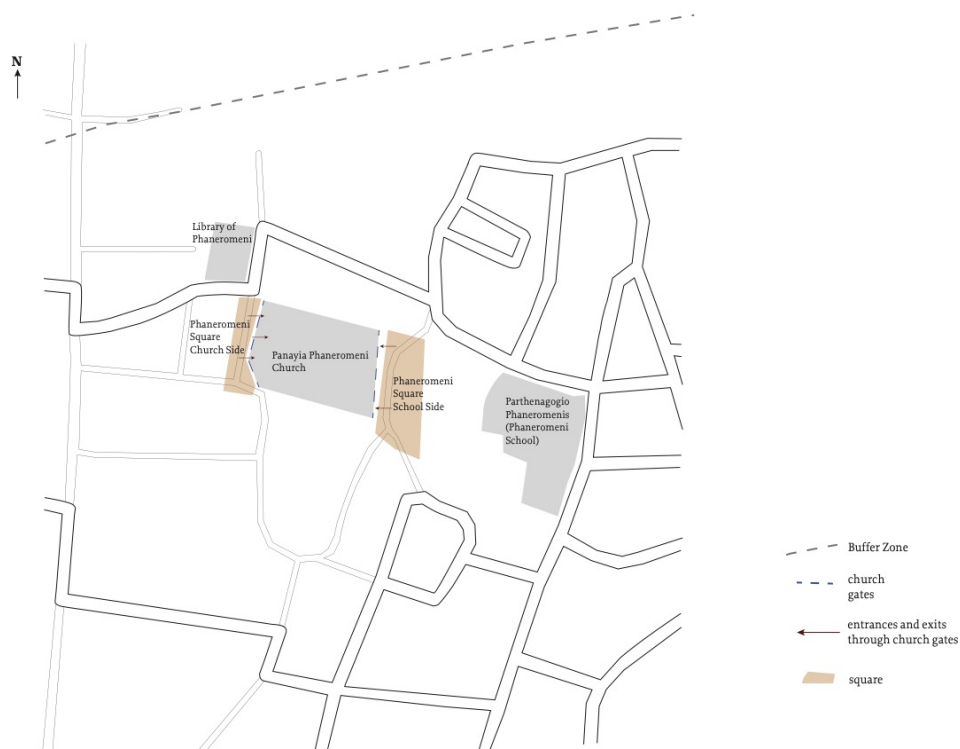 N
Library of
Phaneromeni
Phaneromeni
Square
Church Side
Panayia Phaneromeni
Church
Phaneromeni
Square
School Side
Parthenagogio
Phaneromenis
(Phaneromeni
School)
Buffer Zone
church
gates
entrances and exits
through church gates
square